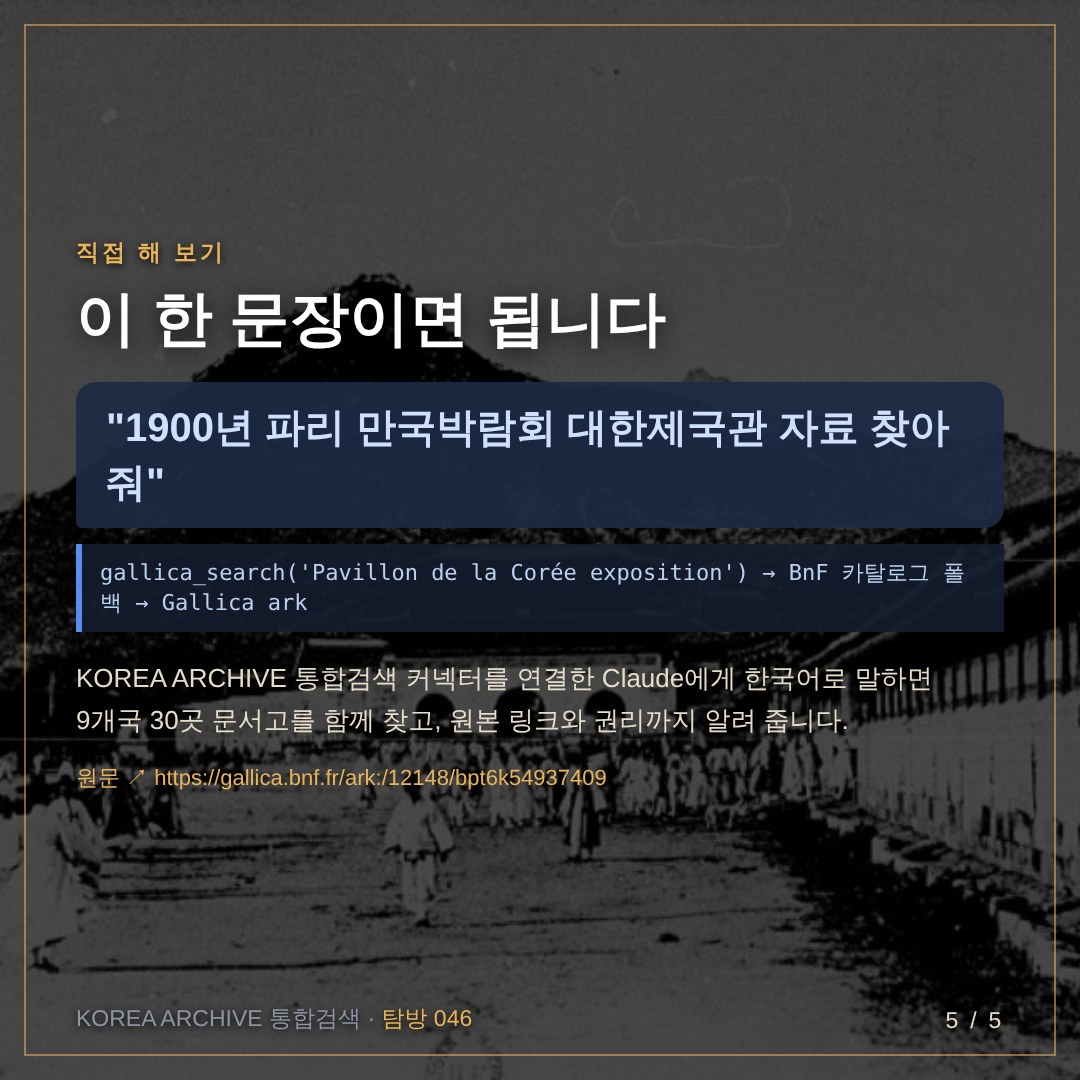 직접 해 보기
이 한 문장이면 됩니다
"1900년 파리 만국박람회 대한제국관 자료 찾아
줘"
gallica_search('Pavillon de la Corée exposition') → BnF 카탈로그 폴
백 → Gallica ark
KOREA ARCHIVE 통합검색 커넥터를 연결한 Claude에게 한국어로 말하면
9개국 30곳 문서고를 함께 찾고, 원본 링크와 권리까지 알려 줍니다.
원문 ↗ https://gallica.bnf.fr/ark:/12148/bpt6k54937409
KOREA ARCHIVE 통합검색 · 탐방 046
5 / 5